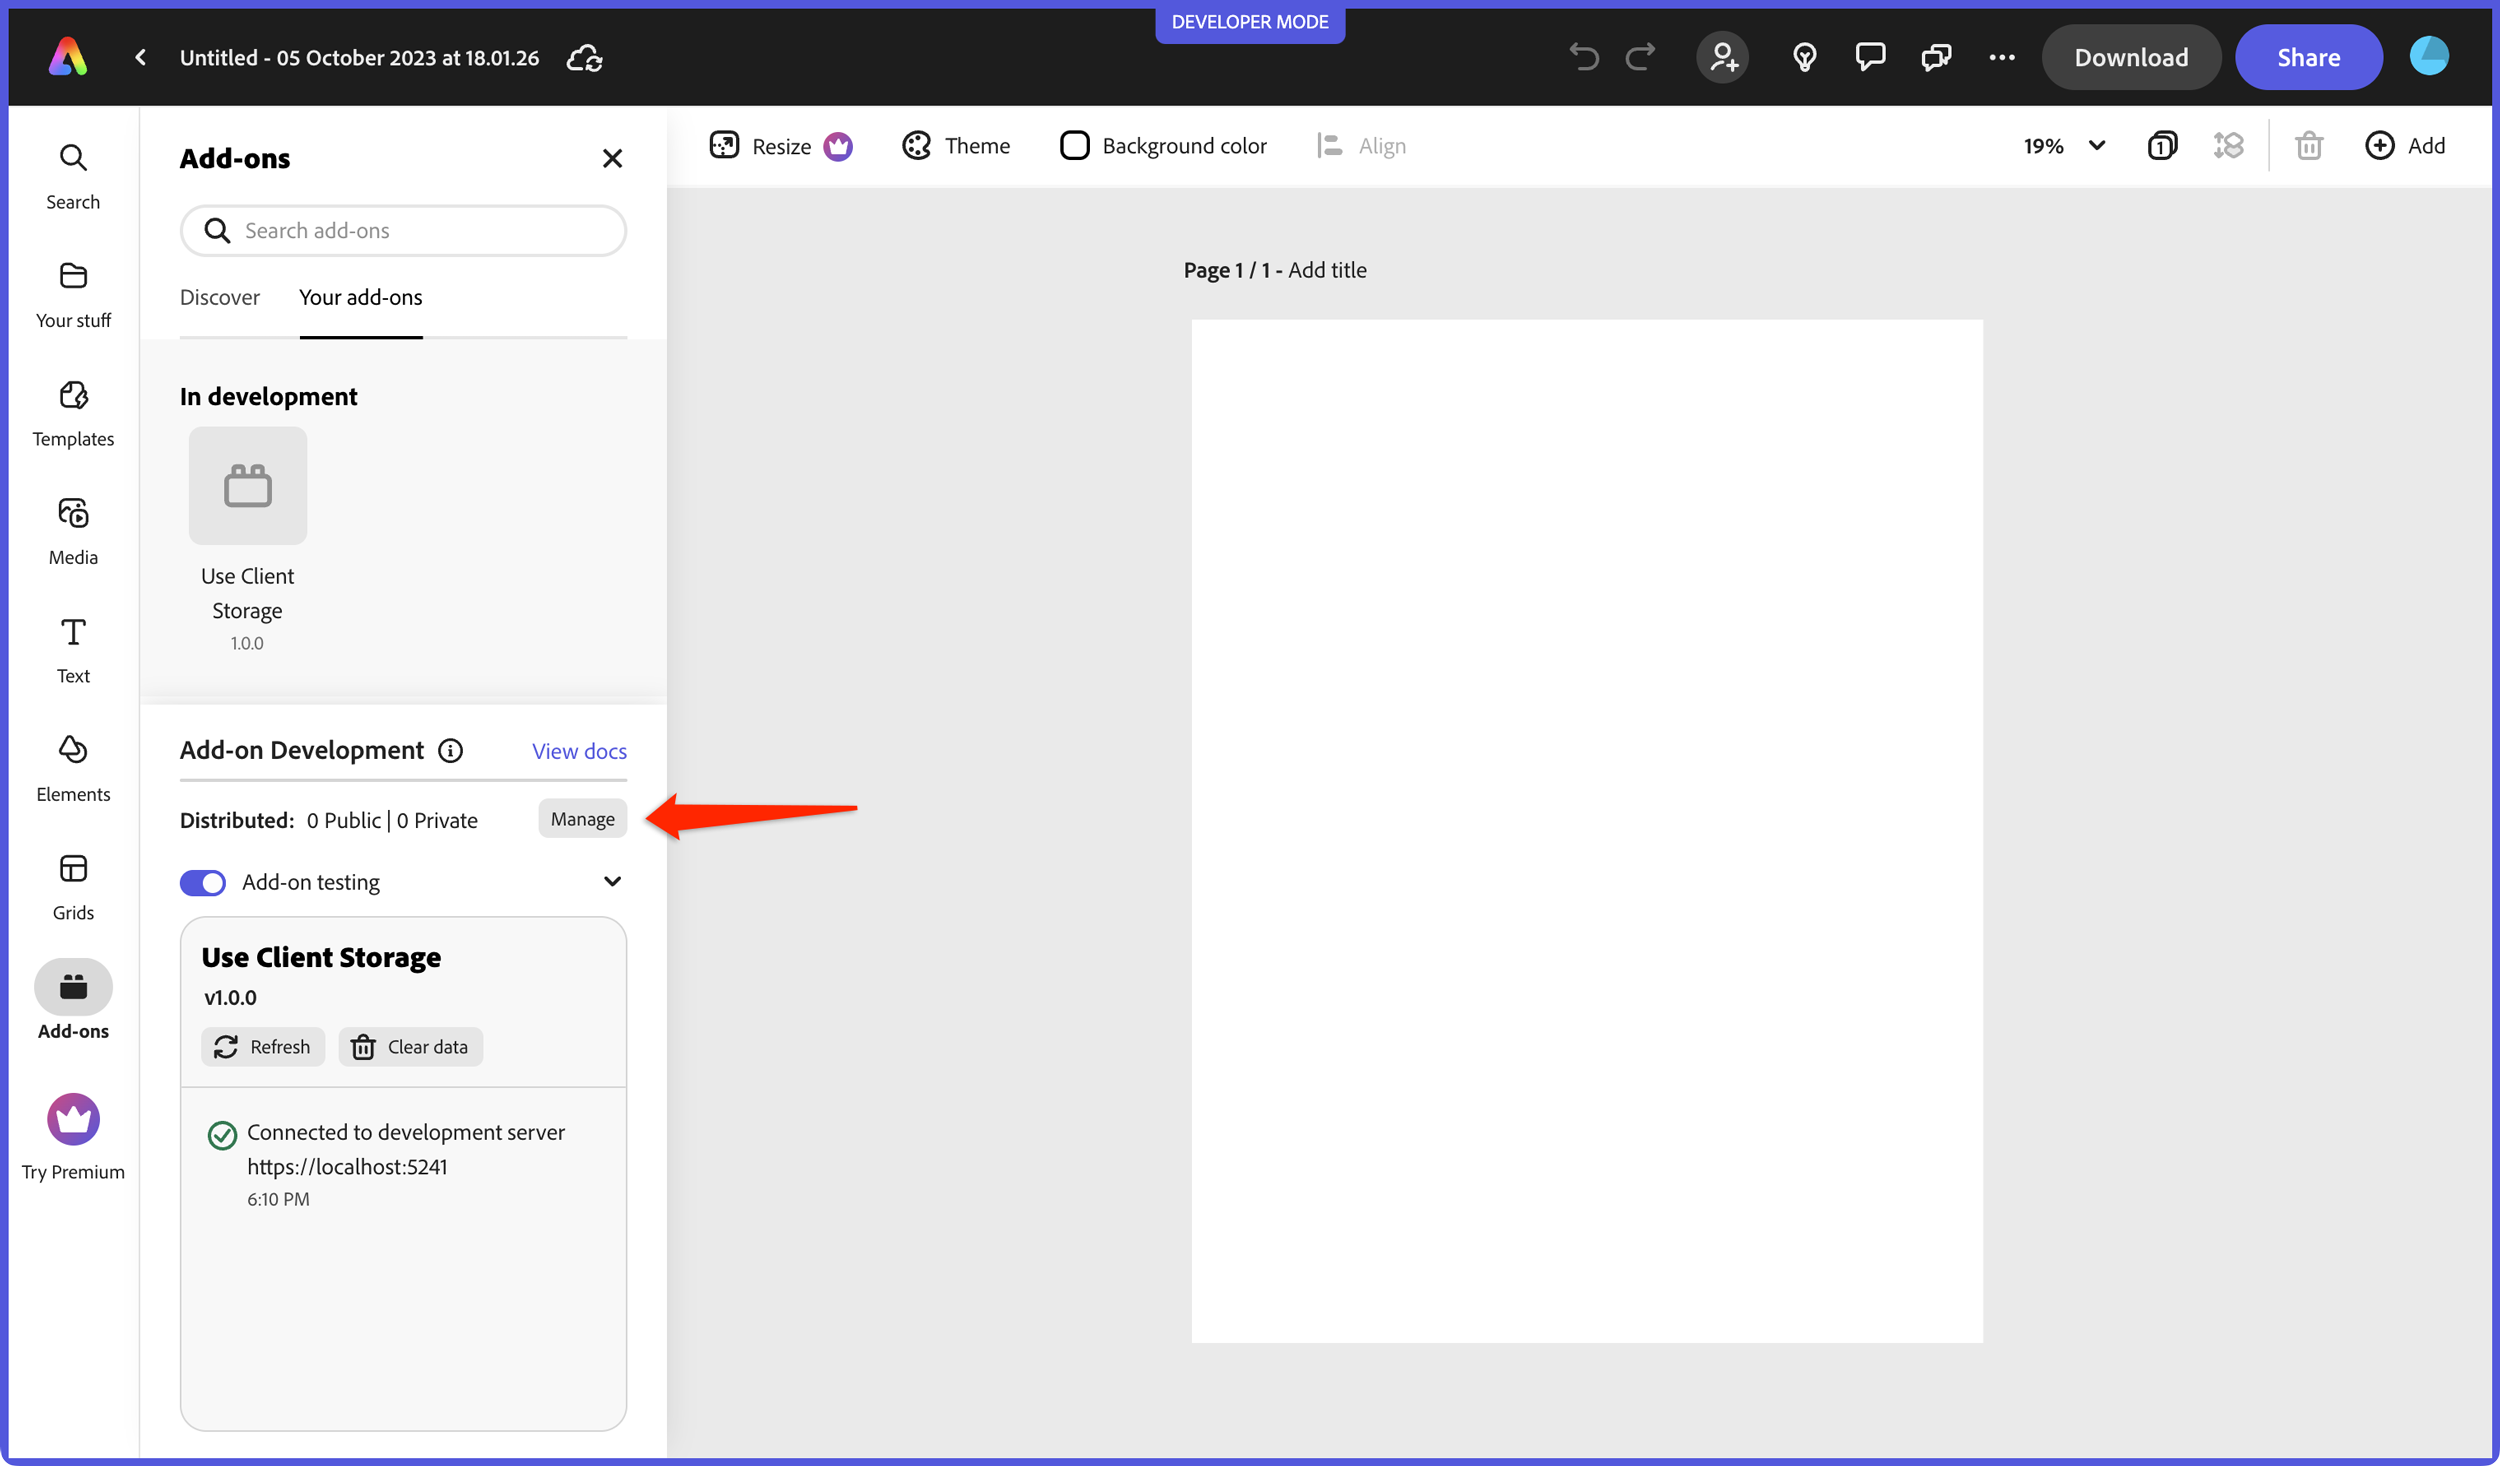 DEVELOPER MODE
Untitled - 05 October 2023 at 18.01.26
Download
Share
Search
Your stuff
Templates
Media
Text
Elements
Grids
Add-ons
Try Premium
Add-ons
Search add-ons
Discover
Your add-ons
In development
Use Client
Storage
1.0.0
Add-on Development
View docs
Distributed: 0 Public | 0 Private
Manage
Add-on testing
Use Client Storage
v1.0.0
Refresh
Clear data
Connected to development server
https://localhost:5241
6:10 PM
Resize
Theme
Background color
Align
19%
1
Add
Page 1 / 1 - Add title